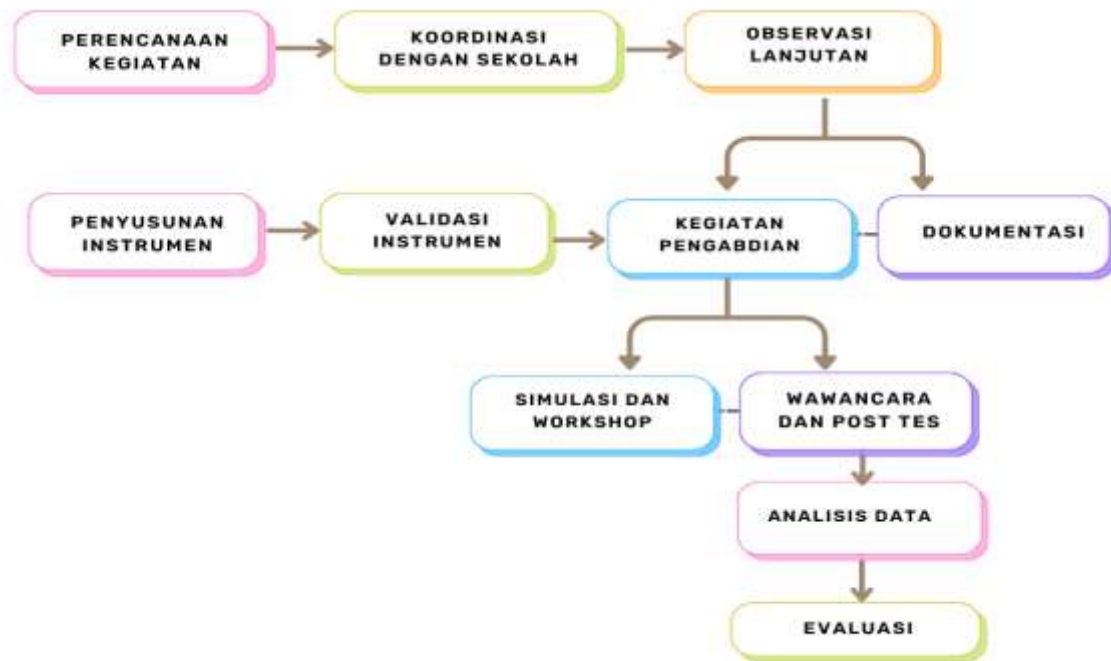 PERENCANAAN
KEGIATAN
KOORDINASI
DENGAN SEKOLAH
OBSERVASI
LANJUTAN
PENYUSUNAN
INSTRUMEN
VALIDASI
INSTRUMEN
KEGIATAN
PENGABDIAN
DOKUMENTASI
SIMULASI DAN
WORKSHOP
WAWANCARA
DAN POST TES
ANALISIS DATA
EVALUASI